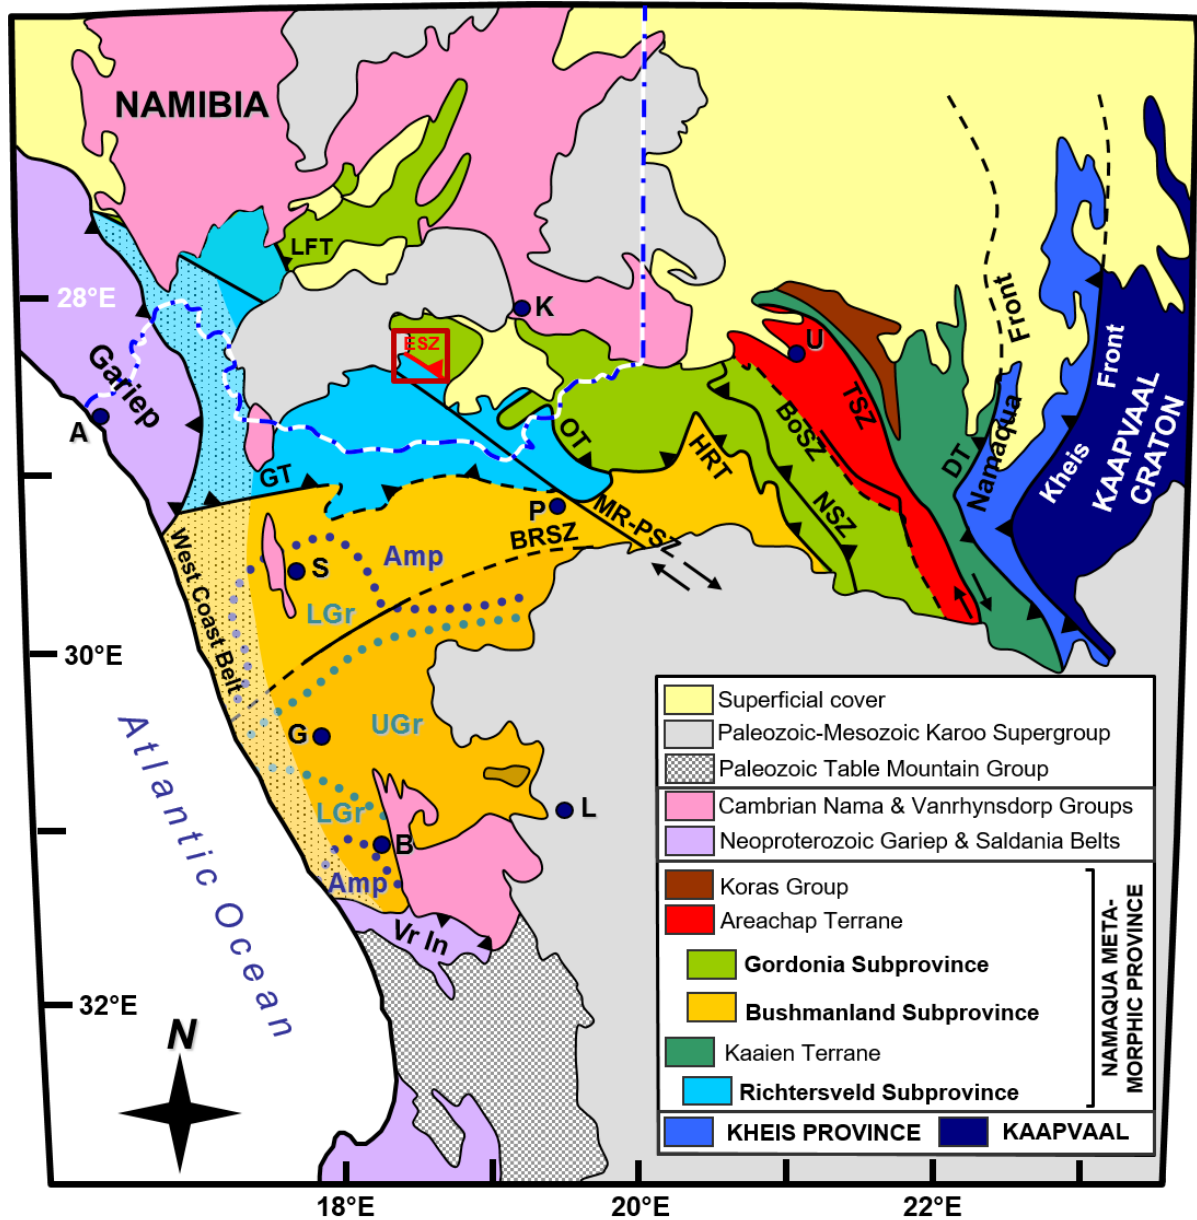 NAMIBIA
LFT
28°E
K
ESZ
U
Gariep
A
OT
GT
HRT
BoSZ
TSZ
NSZ
DT
Namaqua Front
Kheis Front
KAAPVAAL
CRATON
P
MR-PSZ
BRSZ
S
Amp
LGr
West Coast Belt
30°E
UGr
G
LGr
L
B
Amp
Vr In
Atlantic Ocean
32°E
N
Superficial cover
Paleozoic-Mesozoic Karoo Supergroup
Paleozoic Table Mountain Group
Cambrian Nama & Vanrhynsdorp Groups
Neoproterozoic Gariep & Saldania Belts
Koras Group
Areachap Terrane
Gordonia Subprovince
Bushmanland Subprovince
Kaaien Terrane
Richtersveld Subprovince
NAMAQUA META-
MORPHIC PROVINCE
KHEIS PROVINCE
KAAPVAAL
18°E
20°E
22°E